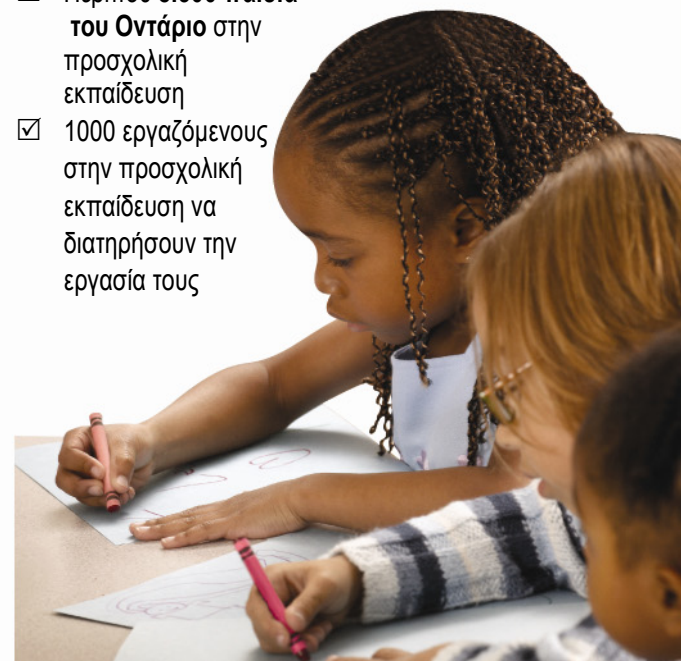 του Οντάριο στην
προσχολική
εκπαίδευση
☑ 1000 εργαζόμενους
στην προσχολική
εκπαίδευση να
διατηρήσουν την
εργασία τους